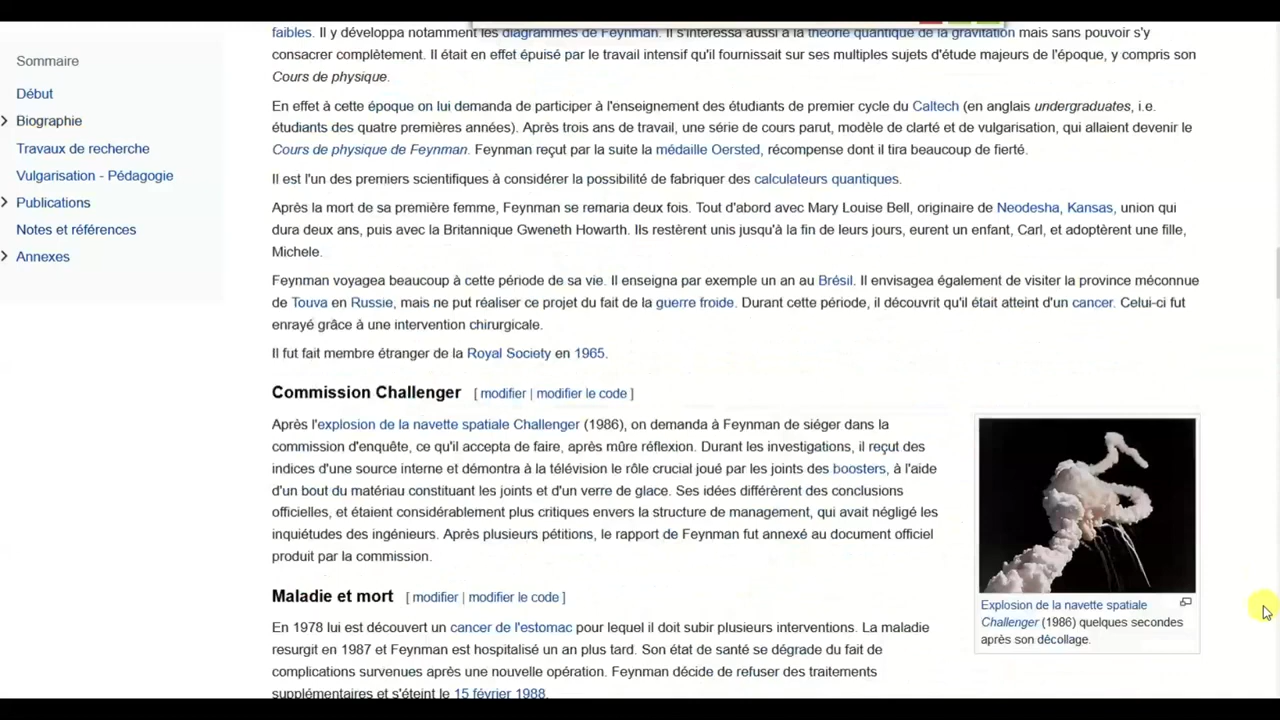 faibles. Il y développa notamment les diagrammes de Feynman. Il s'intéressa aussi à la théorie quantique de la gravitation mais sans pouvoir s'y
consacrer complètement. Il était en effet épuisé par le travail intensif qu'il fournissait sur ses multiples sujets d'étude majeurs de l'époque, y compris son
Cours de physique.
Sommaire
Début
Biographie
Travaux de recherche
Vulgarisation - Pédagogie
Publications
Notes et références
Annexes
En effet à cette époque on lui demanda de participer à l'enseignement des étudiants de premier cycle du Caltech (en anglais undergraduates, i.e.
étudiants des quatre premières années). Après trois ans de travail, une série de cours parut, modèle de clarté et de vulgarisation, qui allaient devenir le
Cours de physique de Feynman. Feynman reçut par la suite la médaille Oersted, récompense dont il tira beaucoup de fierté.
Il est l'un des premiers scientifiques à considérer la possibilité de fabriquer des calculateurs quantiques.
Après la mort de sa première femme, Feynman se remaria deux fois. Tout d'abord avec Mary Louise Bell, originaire de Neodesha, Kansas, union qui
dura deux ans, puis avec la Britannique Gweneth Howarth. Ils restèrent unis jusqu'à la fin de leurs jours, eurent un enfant, Carl, et adoptèrent une fille,
Michele.
Feynman voyagea beaucoup à cette période de sa vie. Il enseigna par exemple un an au Brésil. Il envisagea également de visiter la province méconnue
de Touva en Russie, mais ne put réaliser ce projet du fait de la guerre froide. Durant cette période, il découvrit qu'il était atteint d'un cancer. Celui-ci fut
enrayé grâce à une intervention chirurgicale.
Il fut fait membre étranger de la Royal Society en 1965.
Commission Challenger [ modifier | modifier le code ]
Après l'explosion de la navette spatiale Challenger (1986), on demanda à Feynman de siéger dans la
commission d'enquête, ce qu'il accepta de faire, après mûre réflexion. Durant les investigations, il reçut des
indices d'une source interne et démontra à la télévision le rôle crucial joué par les joints des boosters, à l'aide
d'un bout du matériau constituant les joints et d'un verre de glace. Ses idées différèrent des conclusions
officielles, et étaient considérablement plus critiques envers la structure de management, qui avait négligé les
inquiétudes des ingénieurs. Après plusieurs pétitions, le rapport de Feynman fut annexé au document officiel
produit par la commission.
Explosion de la navette spatiale
Challenger (1986) quelques secondes
après son décollage.
Maladie et mort [ modifier | modifier le code ]
En 1978 lui est découvert un cancer de l'estomac pour lequel il doit subir plusieurs interventions. La maladie
resurgit en 1987 et Feynman est hospitalisé un an plus tard. Son état de santé se dégrade du fait de
complications survenues après une nouvelle opération. Feynman décide de refuser des traitements
supplémentaires et s'éteint le 15 février 1988.